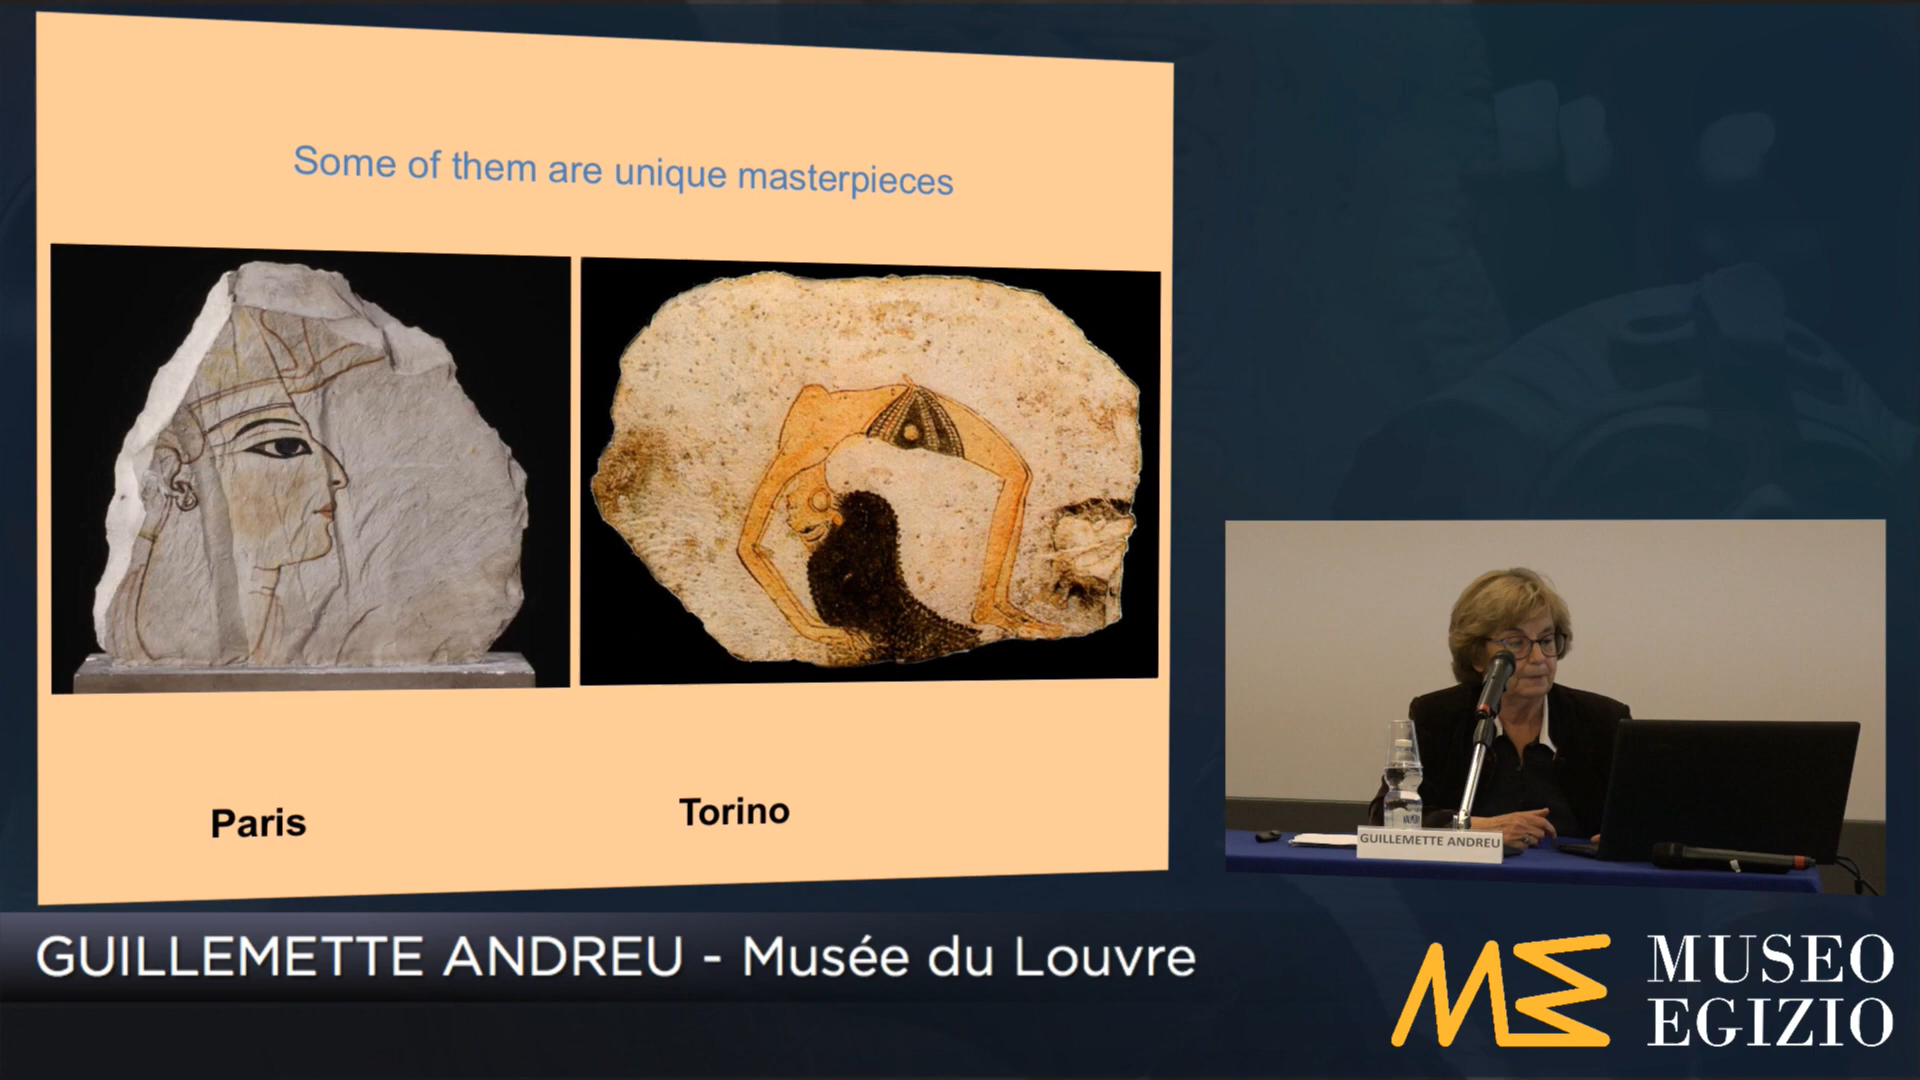 Some of them are unique masterpieces
Paris
Torino
GUILLEMETTE ANDREU
GUILLEMETTE ANDREU - Musée du Louvre
MUSEO
EGIZIO